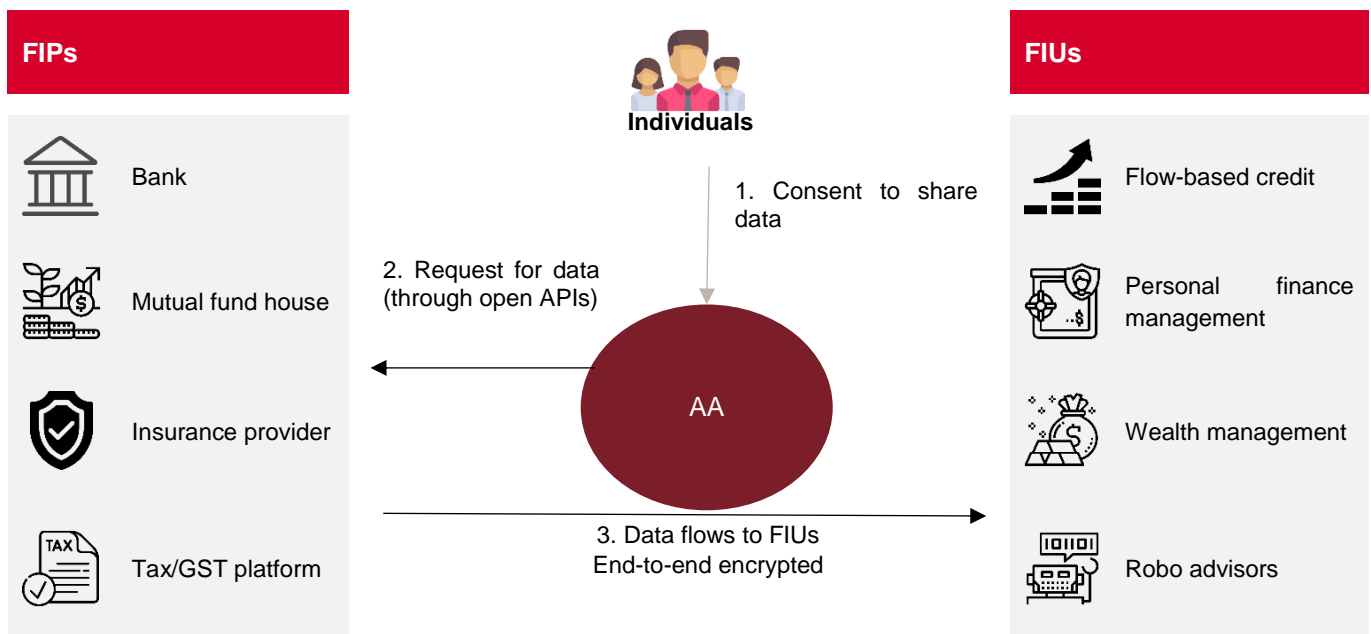 FIPs
Bank
Mutual fund house
Insurance provider
TAX
Tax/GST platform
Individuals
1. Consent to share
data
2. Request for data
(through open APIs)
AA
3. Data flows to FIUs
End-to-end encrypted
FIUs
Flow-based credit
Personal finance
management
$
Wealth management
$
101101
Robo advisors